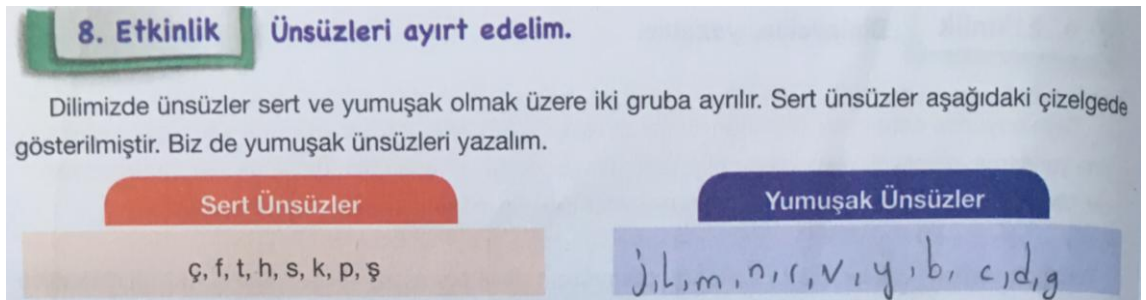 8. Etkinlik Ünsüzleri ayırt edelim.
Dilimizde ünsüzler sert ve yumuşak olmak üzere iki gruba ayrılır. Sert ünsüzler aşağıdaki çizelgede
gösterilmiştir. Biz de yumuşak ünsüzleri yazalım.
Sert Ünsüzler
ç, f, t, h, s, k, p, ş
Yumuşak Ünsüzler
j, l, m, n, r, v, y, b, c, d, g